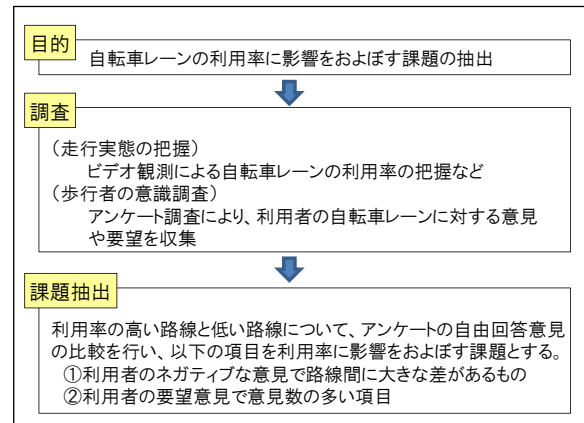 目的
自転車レーンの利用率に影響をおよぼす課題の抽出
調査
（走行実態の把握）
ビデオ観測による自転車レーンの利用率の把握など
（歩行者の意識調査）
アンケート調査により、利用者の自転車レーンに対する意見
や要望を収集
課題抽出
利用率の高い路線と低い路線について、アンケートの自由回答意見
の比較を行い、以下の項目を利用率に影響をおよぼす課題とする。
①利用者のネガティブな意見で路線間に大きな差があるもの
②利用者の要望意見で意見数の多い項目